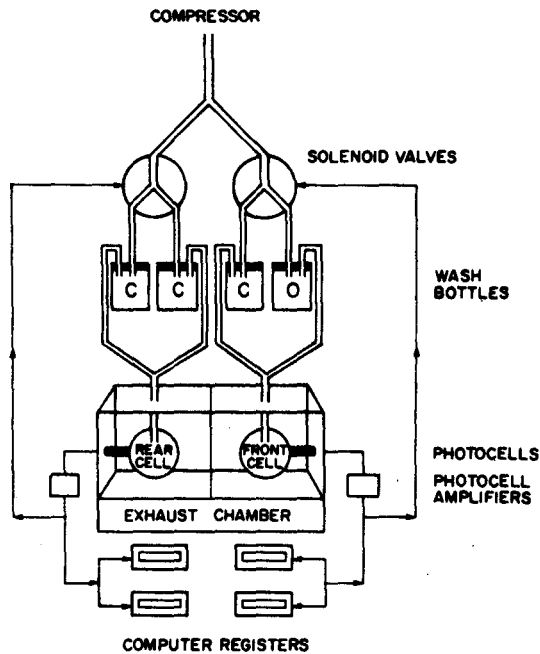 COMPRESSOR
SOLENOID VALVES
C C C O
WASH
BOTTLES
REAR
CELL
FRONT
CELL
PHOTOCELLS
PHOTOCELL
AMPLIFIERS
EXHAUST CHAMBER
COMPUTER REGISTERS